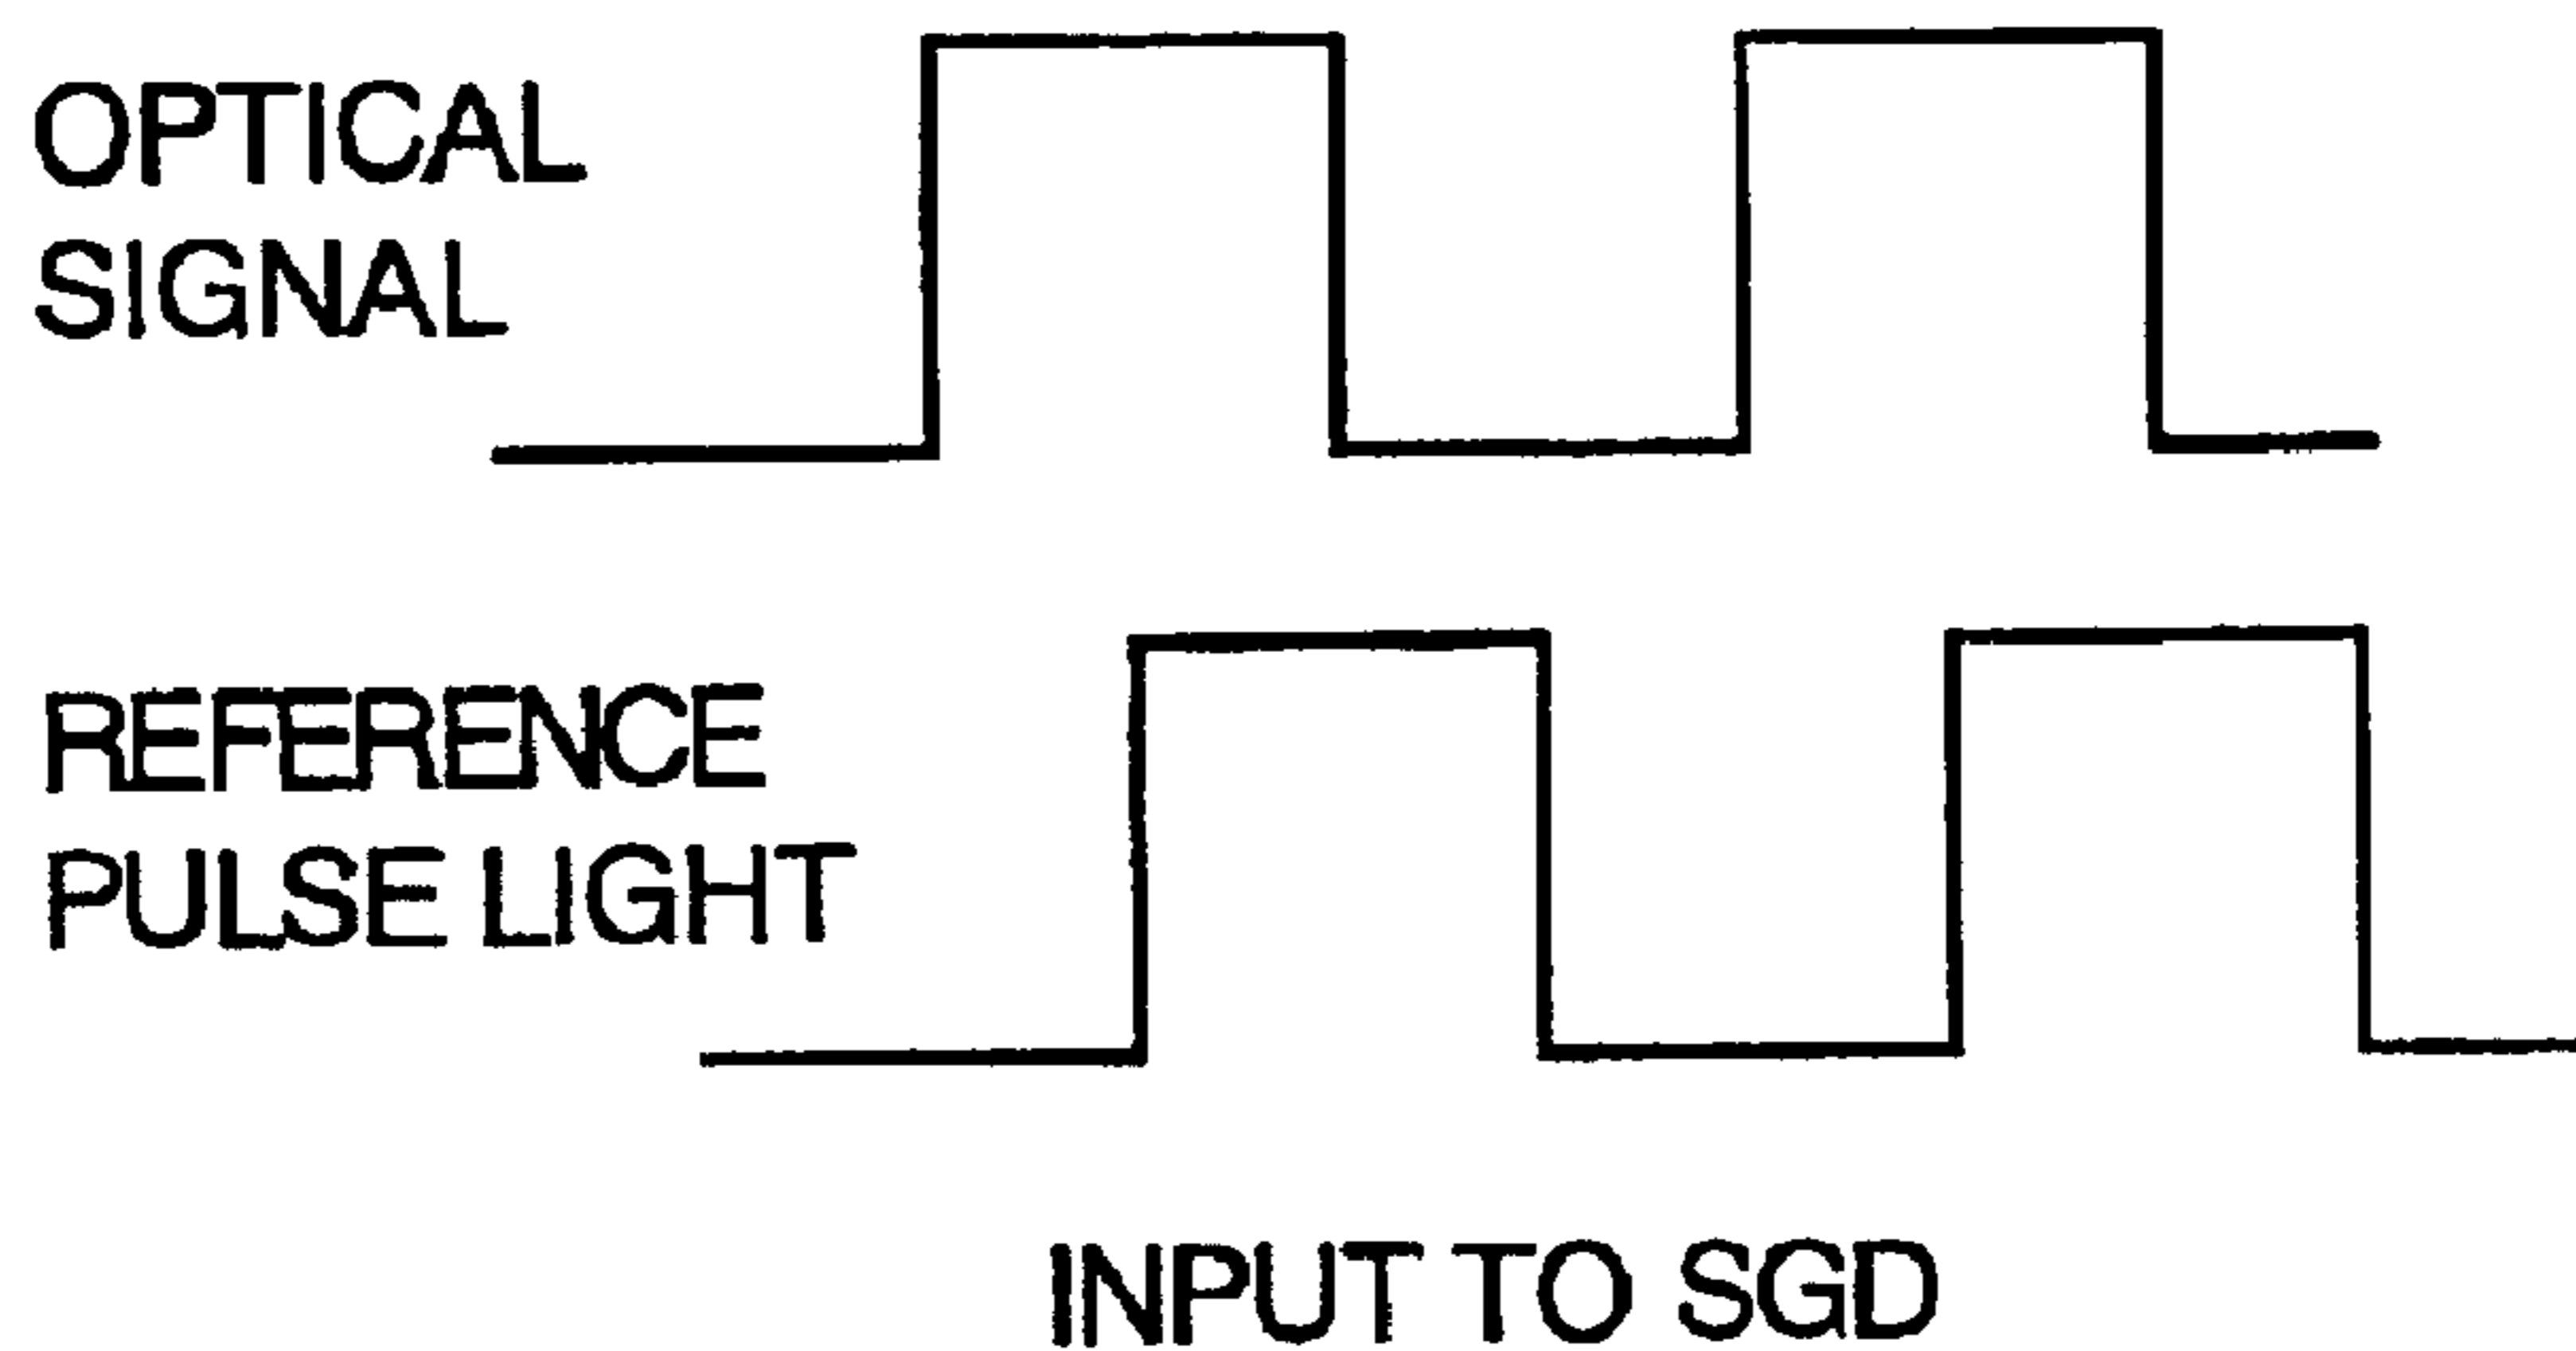 OPTICAL
SIGNAL
REFERENCE
PULSE LIGHT
INPUT TO SGD